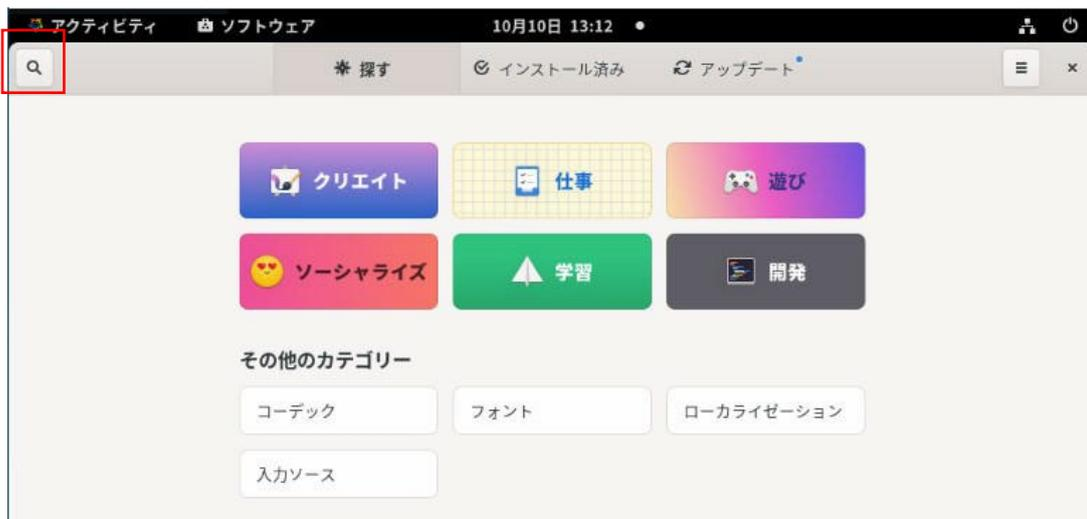 アクティビティ ソフトウェア 10月10日 13:12
探す インストール済み アップデート
クリエイト 仕事 遊び
ソーシャライズ 学習 開発
その他のカテゴリー
コーデック フォント ローカライゼーション
入力ソース